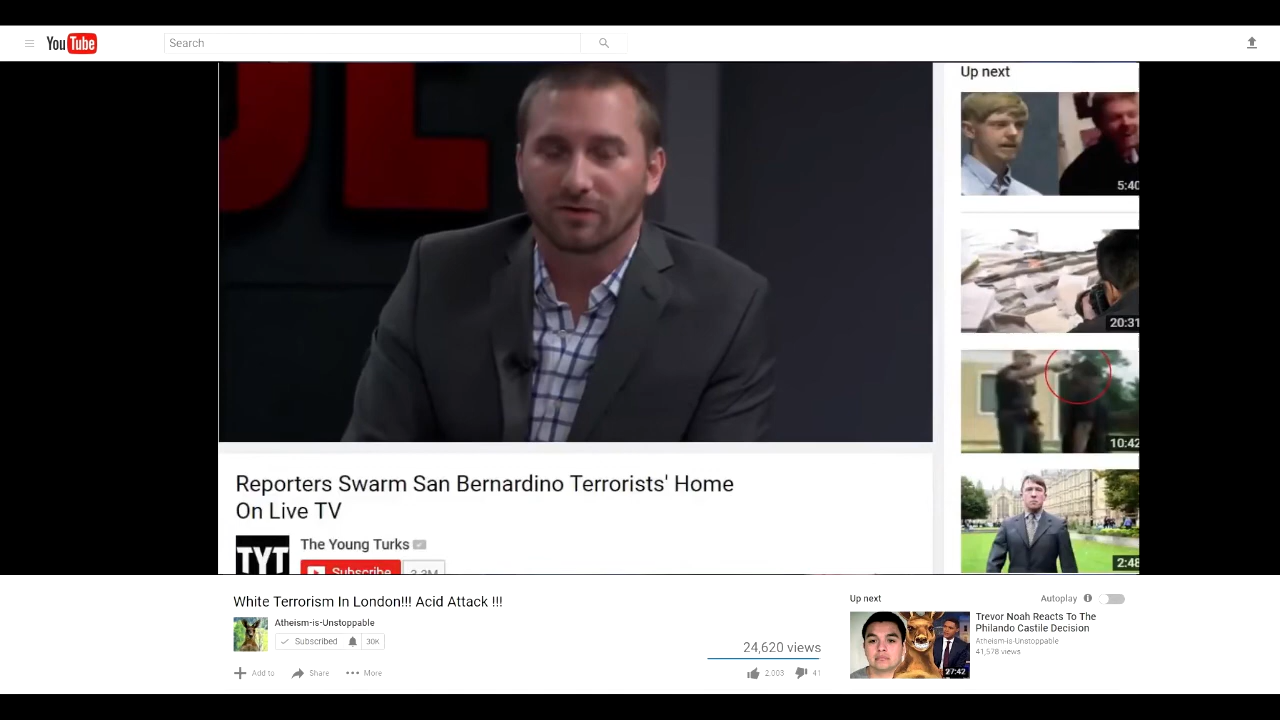 YouTube
Search
Up next
5:40
20:31
10:42
2:48
Reporters Swarm San Bernardino Terrorists' Home
On Live TV
TYT
The Young Turks
Subscribe
White Terrorism In London!!! Acid Attack !!!
Atheism-is-Unstoppable
Subscribed 30K
24,620 views
Add to Share More
2,003 41
Up next Autoplay
27:42
Trevor Noah Reacts To The
Philando Castile Decision
Atheism-is-Unstoppable
41,578 views